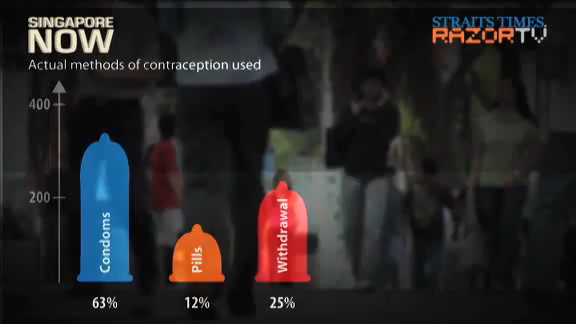 SINGAPORE
NOW
STRAITS TIMES
RAZORTV
Actual methods of contraception used
400
200
Condoms
Pills
Withdrawal
63%
12%
25%